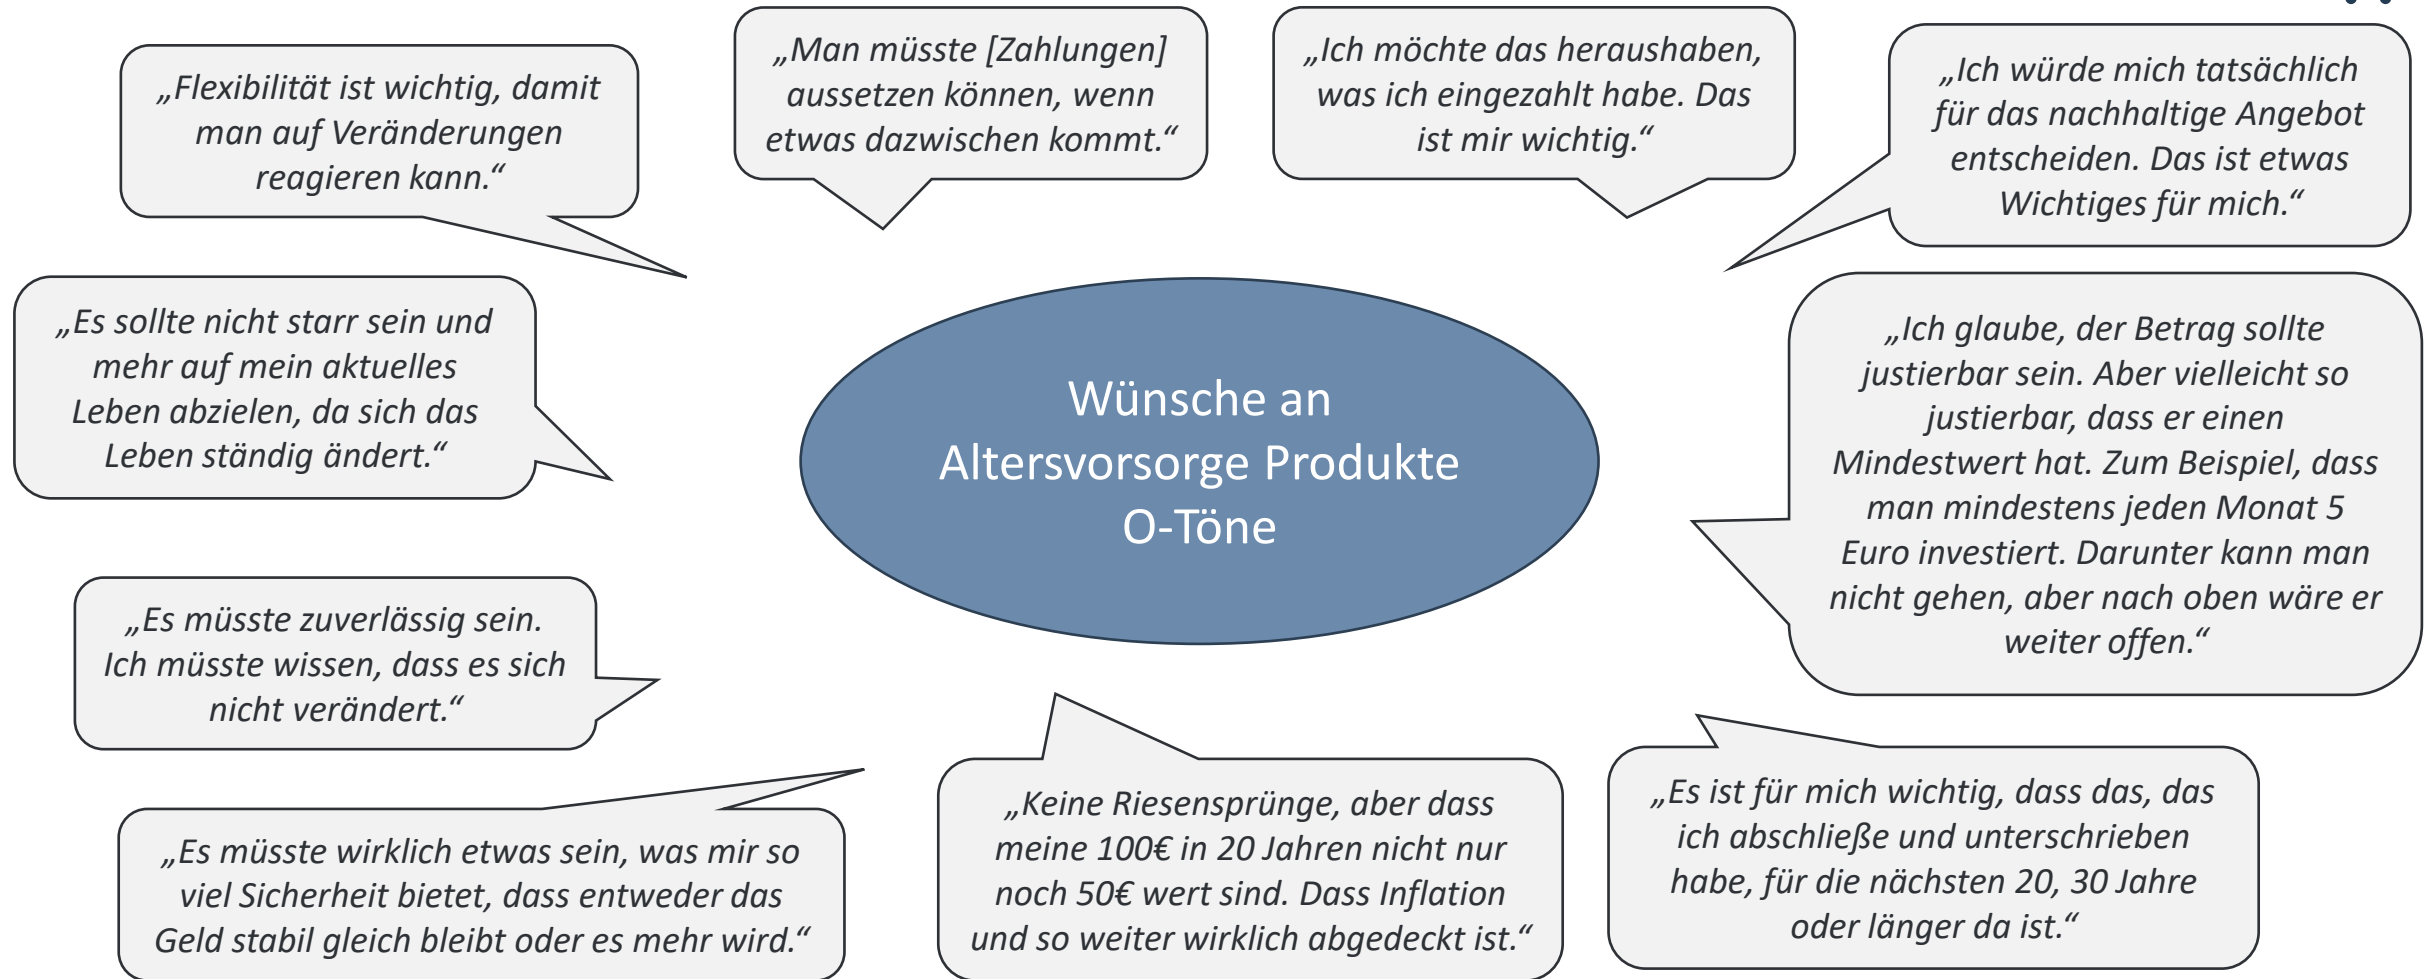 „Flexibilität ist wichtig, damit
man auf Veränderungen
reagieren kann.“
„Man müsste [Zahlungen]
aussetzen können, wenn
etwas dazwischen kommt.“
„Ich möchte das heraushaben,
was ich eingezahlt habe. Das
ist mir wichtig.“
„Ich würde mich tatsächlich
für das nachhaltige Angebot
entscheiden. Das ist etwas
Wichtiges für mich.“
„Es sollte nicht starr sein und
mehr auf mein aktuelles
Leben abzielen, da sich das
Leben ständig ändert.“
Wünsche an
Altersvorsorge Produkte
O-Töne
„Ich glaube, der Betrag sollte
justierbar sein. Aber vielleicht so
justierbar, dass er einen
Mindestwert hat. Zum Beispiel, dass
man mindestens jeden Monat 5
Euro investiert. Darunter kann man
nicht gehen, aber nach oben wäre er
weiter offen.“
„Es müsste zuverlässig sein.
Ich müsste wissen, dass es sich
nicht verändert.“
„Es müsste wirklich etwas sein, was mir so
viel Sicherheit bietet, dass entweder das
Geld stabil gleich bleibt oder es mehr wird.“
„Keine Riesensprünge, aber dass
meine 100€ in 20 Jahren nicht nur
noch 50€ wert sind. Dass Inflation
und so weiter wirklich abgedeckt ist.“
„Es ist für mich wichtig, dass das, das
ich abschließe und unterschrieben
habe, für die nächsten 20, 30 Jahre
oder länger da ist.“